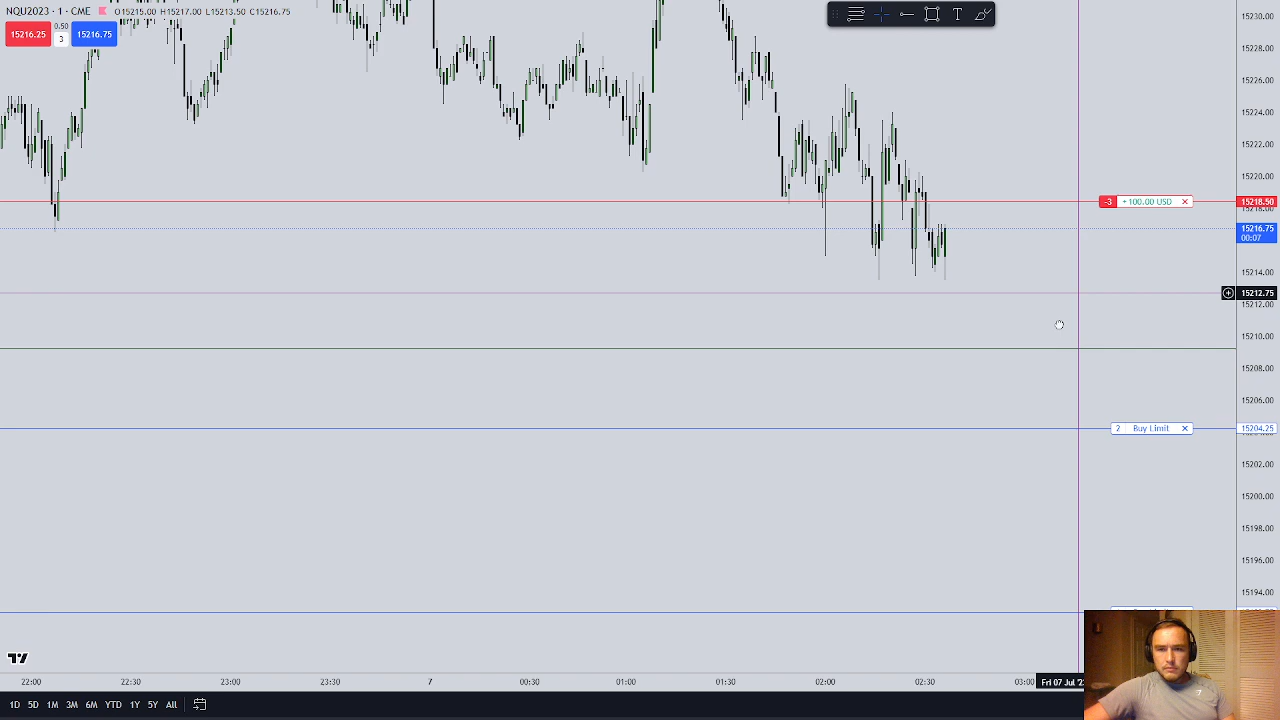 NQU2023 · 1 · CME O15215.00 H15217.00 L15213.50 C15216.75
15216.25 0.50 3 15216.75
T
15230.00
15228.00
15226.00
15224.00
15222.00
15220.00
-3 +100.00 USD × 15218.50
15216.75
00:07
15214.00
15212.75
15212.00
15210.00
15208.00
15206.00
2 Buy Limit × 15204.25
15202.00
15200.00
15198.00
15196.00
15194.00
22:00 22:30 23:00 23:30 7 00:30 01:00 01:30 02:00 02:30 03:00 Fri 07 Jul '2
1D 5D 1M 3M 6M YTD 1Y 5Y All